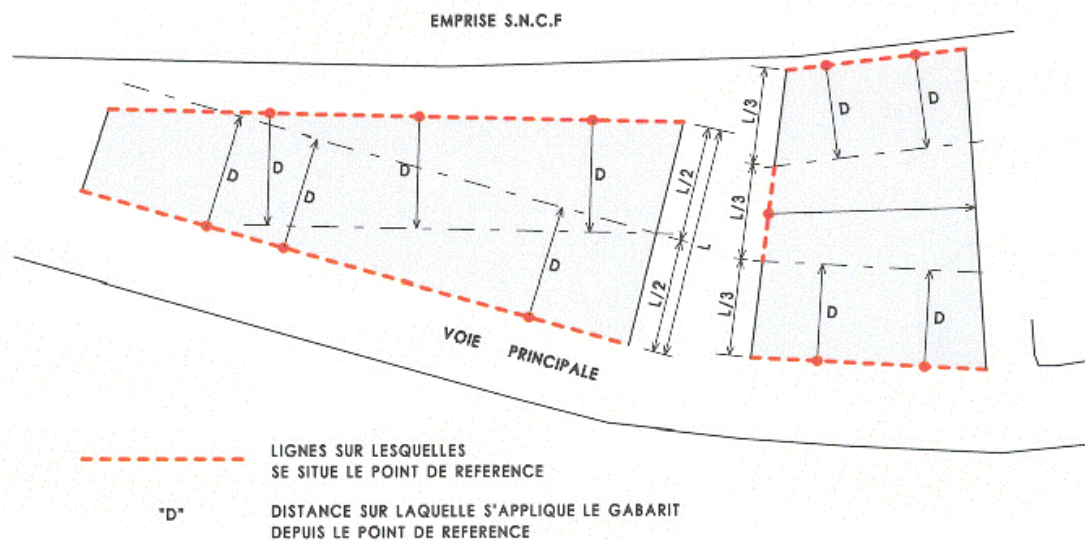 EMPRISE S.N.C.F
L/3
D
D
D
D
D
D
D
L/2
L
L/3
L/2
L/3
D
D
D
VOIE PRINCIPALE
LIGNES SUR LESQUELLES
SE SITUE LE POINT DE REFERENCE
"D"
DISTANCE SUR LAQUELLE S'APPLIQUE LE GABARIT
DEPUIS LE POINT DE REFERENCE